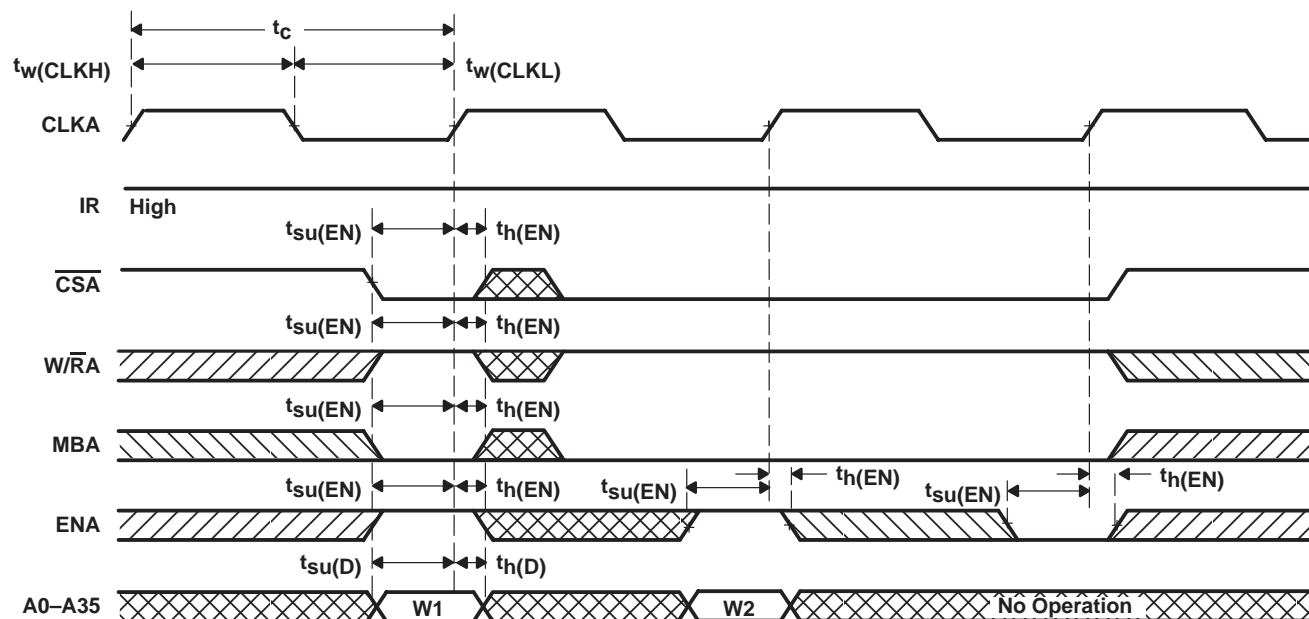 tc
tw(CLKH) tw(CLKL)
CLKA
IR High
tsu(EN) th(EN)
CSA
tsu(EN) th(EN)
W/RA
tsu(EN) th(EN)
MBA
tsu(EN) th(EN) tsu(EN) th(EN) tsu(EN) th(EN)
ENA
tsu(D) th(D)
A0–A35 W1 W2 No Operation